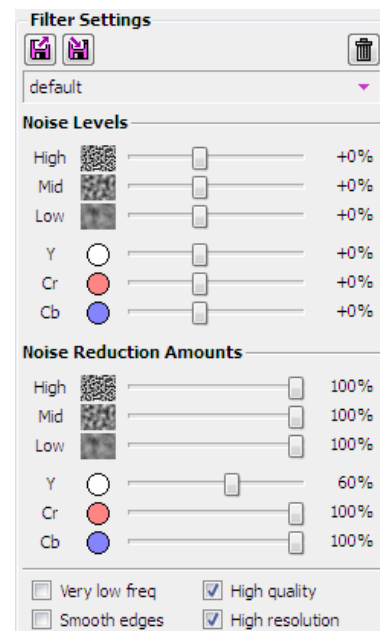 Filter Settings
default
Noise Levels
High +0%
Mid +0%
Low +0%
Y +0%
Cr +0%
Cb +0%
Noise Reduction Amounts
High 100%
Mid 100%
Low 100%
Y 60%
Cr 100%
Cb 100%
Very low freq High quality
Smooth edges High resolution